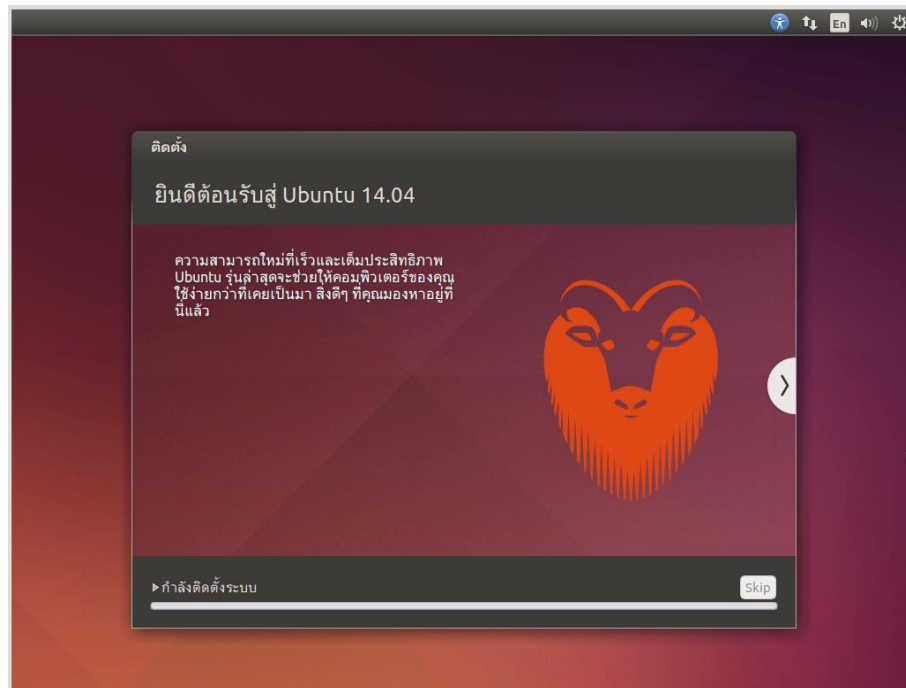 En
ติดตั้ง
ยินดีต้อนรับสู่ Ubuntu 14.04
ความสามารถใหม่ที่เร็วและเต็มประสิทธิภาพ
Ubuntu รุ่นล่าสุดจะช่วยให้คอมพิวเตอร์ของคุณ
ใช้ง่ายกว่าที่เคยเป็นมา สิ่งดีๆ ที่คุณมองหาอยู่ที่
นี่แล้ว
กำลังติดตั้งระบบ
Skip